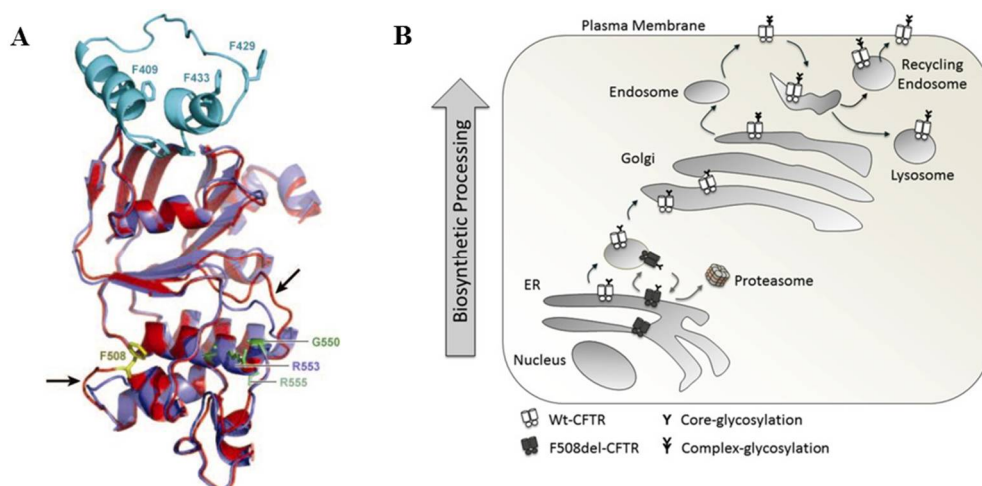 A
F429
F409
F433
F508
G550
R553
R555
B
Plasma Membrane
Recycling
Endosome
Endosome
Golgi
Lysosome
Biosynthetic Processing
ER
Proteasome
Nucleus
Wt-CFTR
Core-glycosylation
F508del-CFTR
Complex-glycosylation